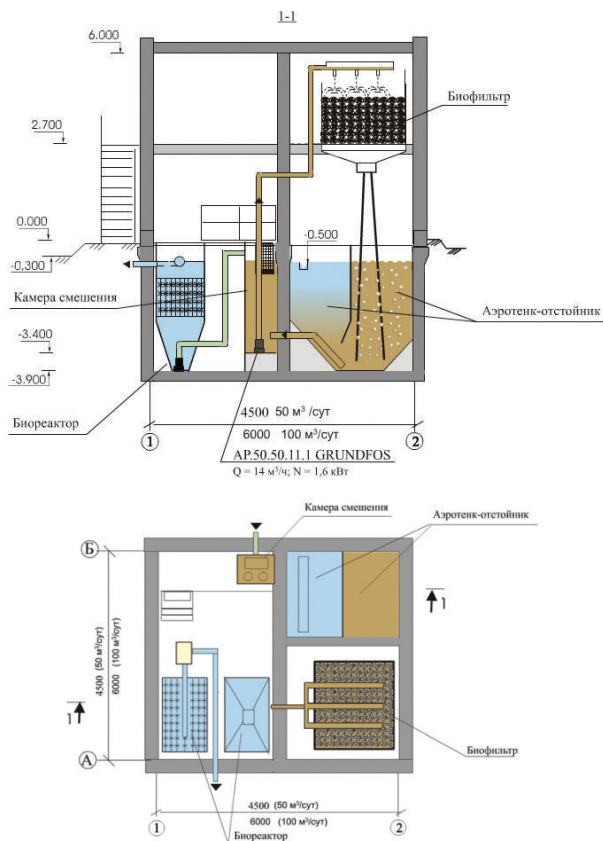 1-1
6.000
Биофильтр
2.700
0.000
-0.500
-0.300
Камера смешения
Аэротенк-отстойник
-3.400
-3.900
Биореактор
4500 50 м³ /сут
1
2
6000 100 м³/сут
AP.50.50.11.1 GRUNDFOS
Q = 14 м³/ч; N = 1,6 кВт
Камера смешения
Аэротенк-отстойник
Б
1
4500 (50 м³/сут)
6000 (100 м³/сут)
1
Биофильтр
А
4500 (50 м³/сут)
1
2
6000 (100 м³/сут)
Биореактор